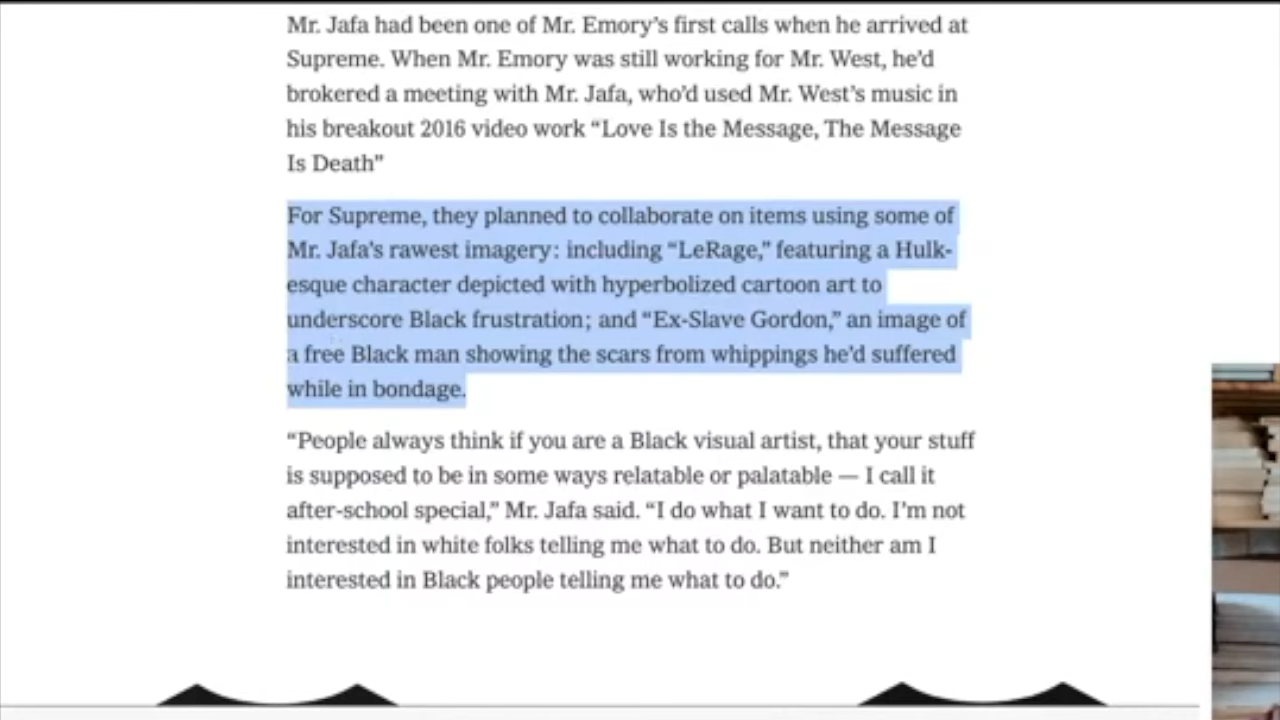 Mr. Jafa had been one of Mr. Emory’s first calls when he arrived at
Supreme. When Mr. Emory was still working for Mr. West, he’d
brokered a meeting with Mr. Jafa, who’d used Mr. West’s music in
his breakout 2016 video work “Love Is the Message, The Message
Is Death”
For Supreme, they planned to collaborate on items using some of
Mr. Jafa’s rawest imagery: including “LeRage,” featuring a Hulk-
esque character depicted with hyperbolized cartoon art to
underscore Black frustration; and “Ex-Slave Gordon,” an image of
a free Black man showing the scars from whippings he’d suffered
while in bondage.
“People always think if you are a Black visual artist, that your stuff
is supposed to be in some ways relatable or palatable — I call it
after-school special,” Mr. Jafa said. “I do what I want to do. I’m not
interested in white folks telling me what to do. But neither am I
interested in Black people telling me what to do.”